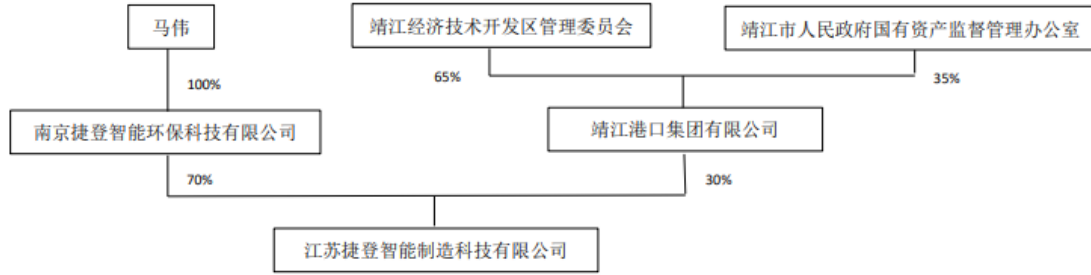 马伟
靖江经济技术开发区管理委员会
靖江市人民政府国有资产监督管理办公室
100%
65%
35%
南京捷登智能环保科技有限公司
靖江港口集团有限公司
70%
30%
江苏捷登智能制造科技有限公司